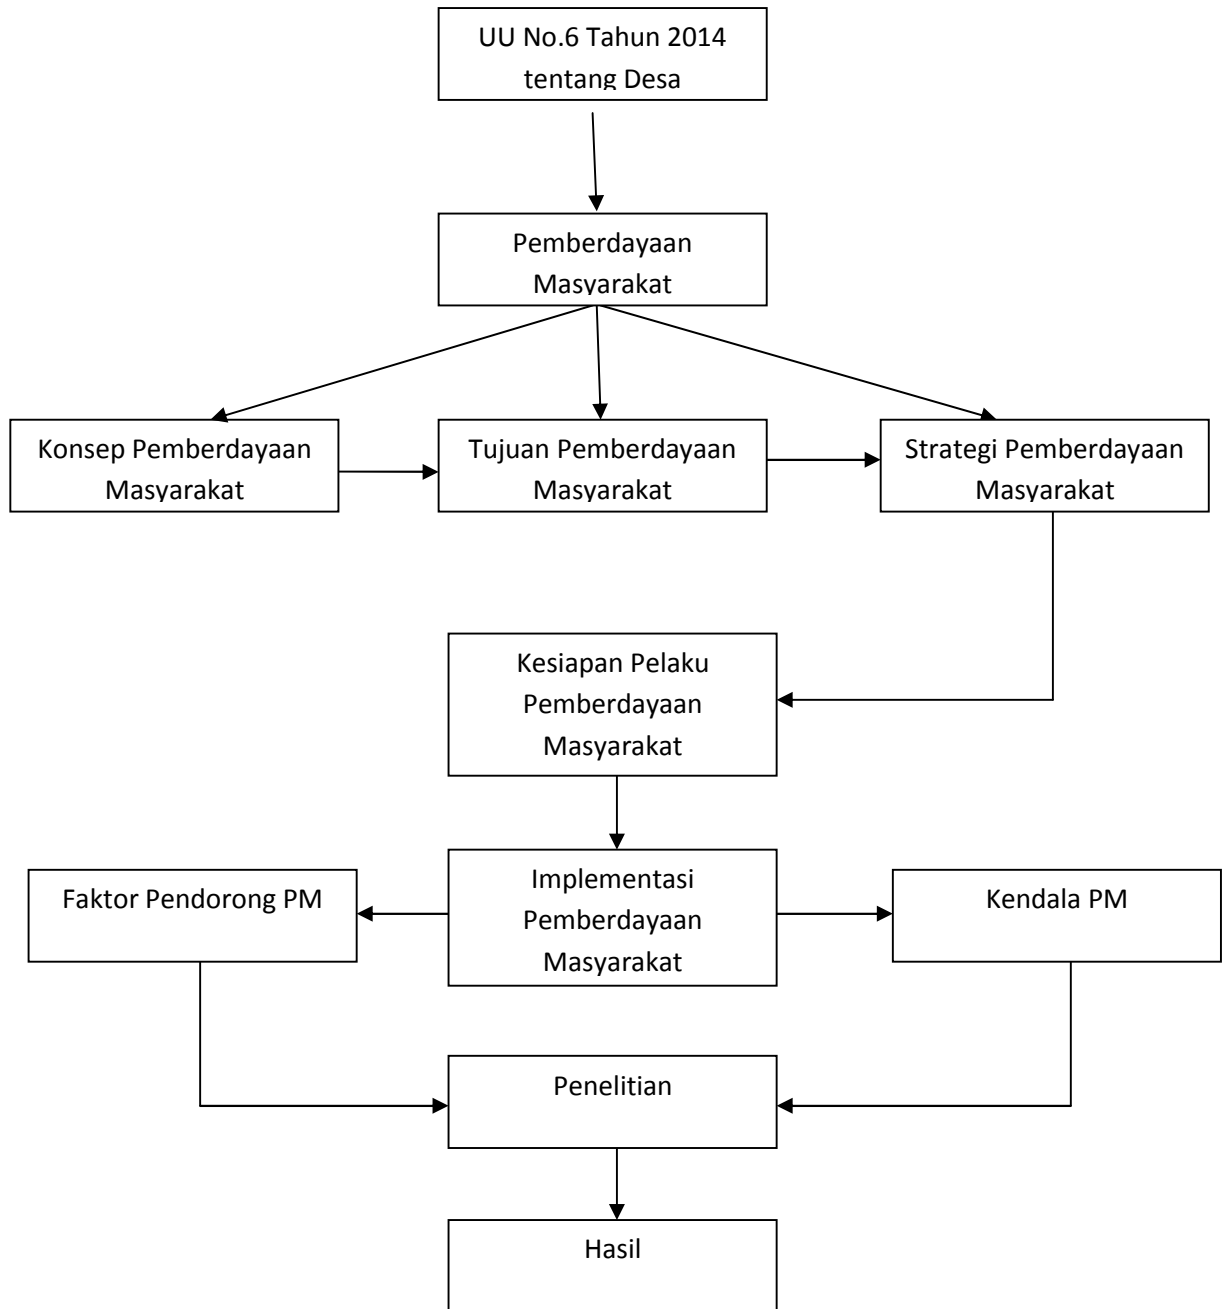 UU No.6 Tahun 2014
tentang Desa
Pemberdayaan
Masyarakat
Konsep Pemberdayaan
Masyarakat
Tujuan Pemberdayaan
Masyarakat
Strategi Pemberdayaan
Masyarakat
Kesiapan Pelaku
Pemberdayaan
Masyarakat
Faktor Pendorong PM
Implementasi
Pemberdayaan
Masyarakat
Kendala PM
Penelitian
Hasil